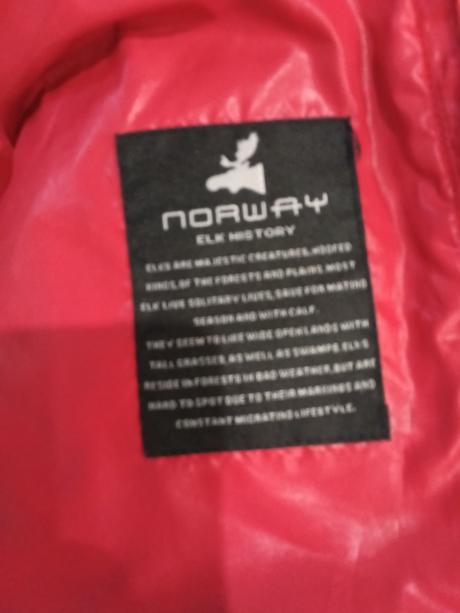 NORWAY
ELK HISTORY
ELKS ARE MAJESTIC CREATURES, HOOFED
KINGS, OF THE FORESTS AND PLAINS. MOST
ELK LIVE SOLITARY LIVES, SAVE FOR MATING
SEASON AND WITH CALF.
THEY SEEM TO LIKE WIDE OPEN LANDS WITH
TALL GRASSES, AS WELL AS SWAMPS. ELKS
RESIDE IN FORESTS IN BAD WEATHER, BUT ARE
HARD TO SPOT DUE TO THEIR MARKINGS AND
CONSTANT MIGRATING LIFESTYLE.